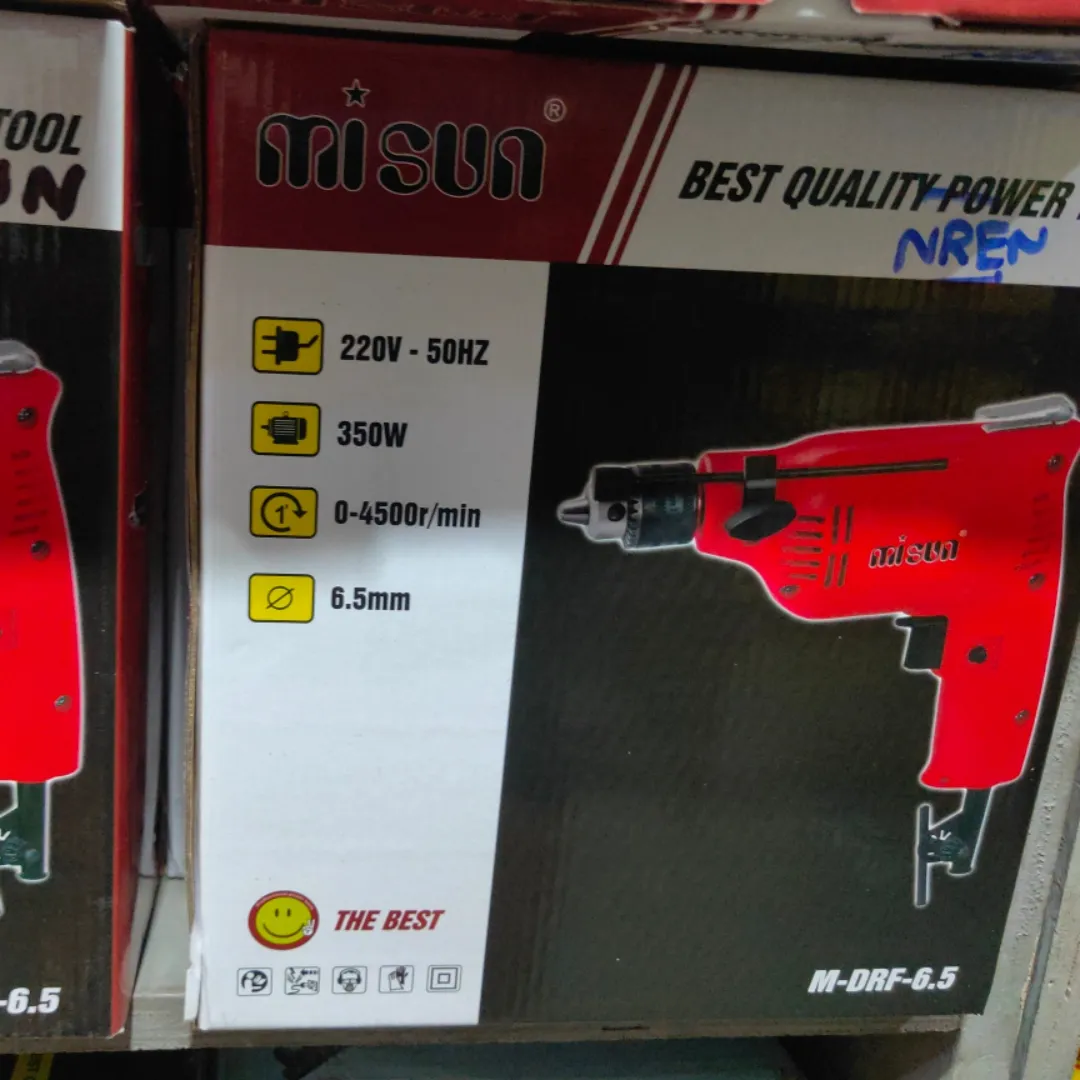 TOOL
misun®
BEST QUALITY POWER
NREN
220V - 50HZ
350W
0-4500r/min
6.5mm
misun
THE BEST
-6.5
M-DRF-6.5